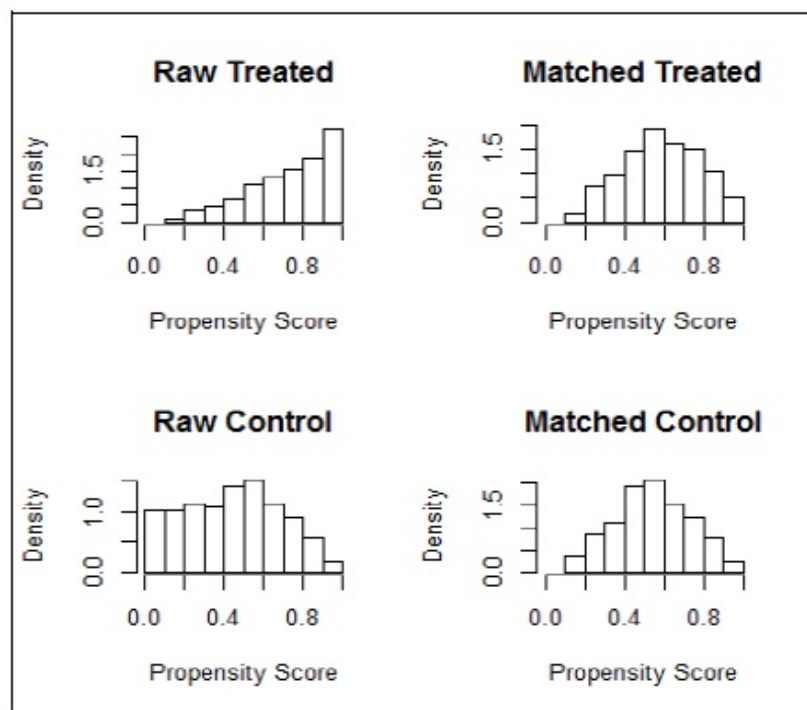 Raw Treated
Density
0.0 1.5
0.0 0.4 0.8
Propensity Score
Matched Treated
Density
0.0 1.5
0.0 0.4 0.8
Propensity Score
Raw Control
Density
0.0 1.0
0.0 0.4 0.8
Propensity Score
Matched Control
Density
0.0 1.5
0.0 0.4 0.8
Propensity Score